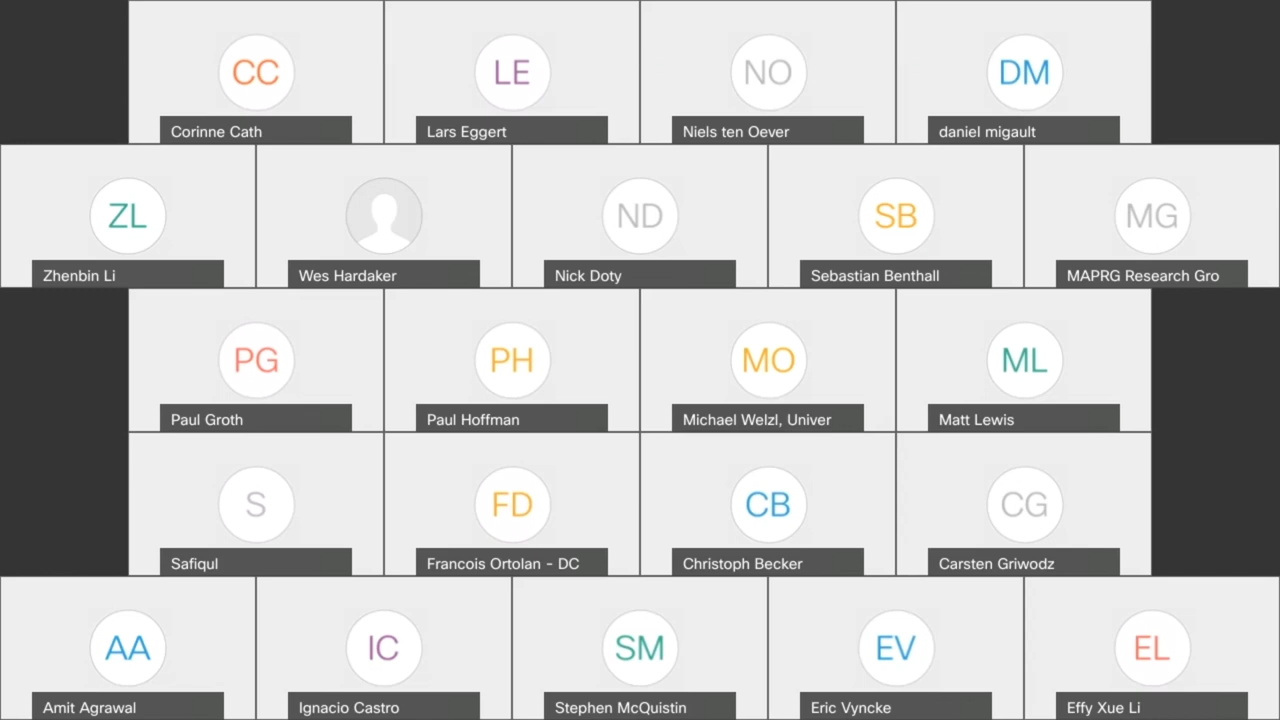 CC
Corinne Cath
LE
Lars Eggert
NO
Niels ten Oever
DM
daniel migault
ZL
Zhenbin Li
Wes Hardaker
ND
Nick Doty
SB
Sebastian Benthall
MG
MAPRG Research Gro
PG
Paul Groth
PH
Paul Hoffman
MO
Michael Welzl, Univer
ML
Matt Lewis
S
Safiqul
FD
Francois Ortolan - DC
CB
Christoph Becker
CG
Carsten Griwodz
AA
Amit Agrawal
IC
Ignacio Castro
SM
Stephen McQuistin
EV
Eric Vyncke
EL
Effy Xue Li